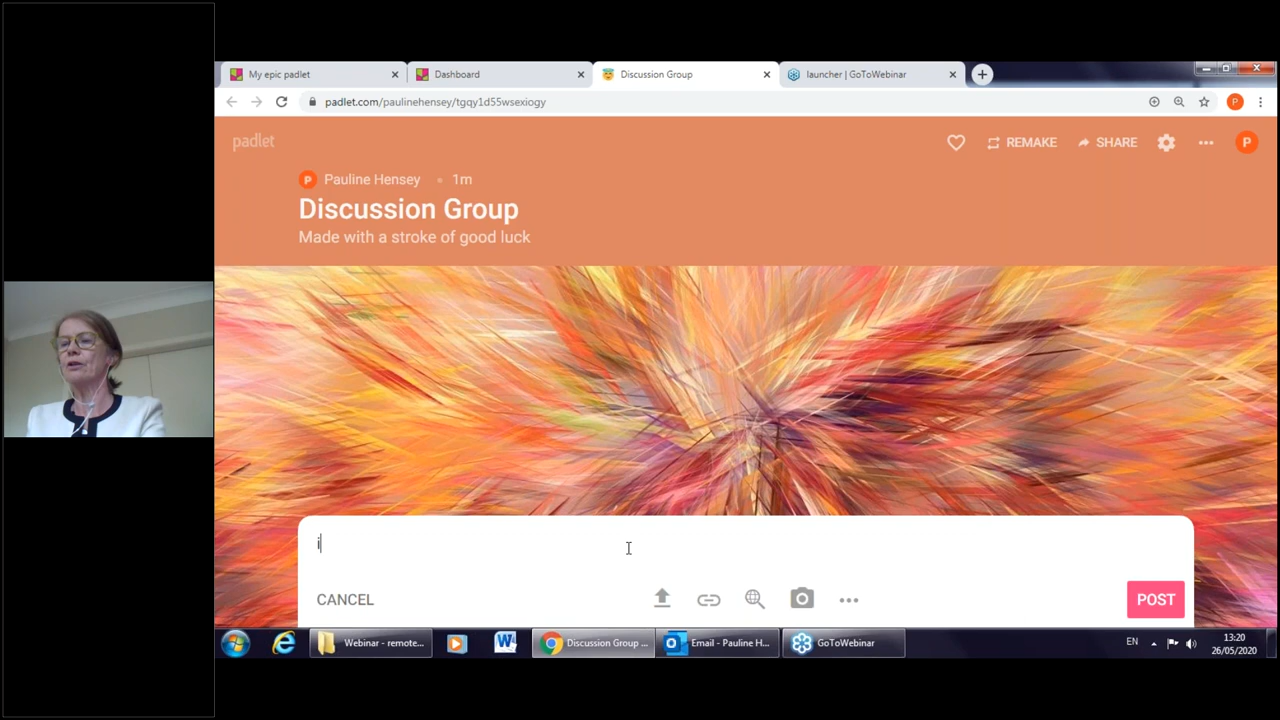 My epic padlet
Dashboard
Discussion Group
launcher | GoToWebinar
padlet.com/paulinehensey/tgqy1d55wsexiogy
P
padlet
REMAKE
SHARE
P
P Pauline Hensey • 1m
Discussion Group
Made with a stroke of good luck
i
CANCEL
POST
Webinar - remote...
Discussion Group ...
Email - Pauline H...
GoToWebinar
EN
13:20
26/05/2020